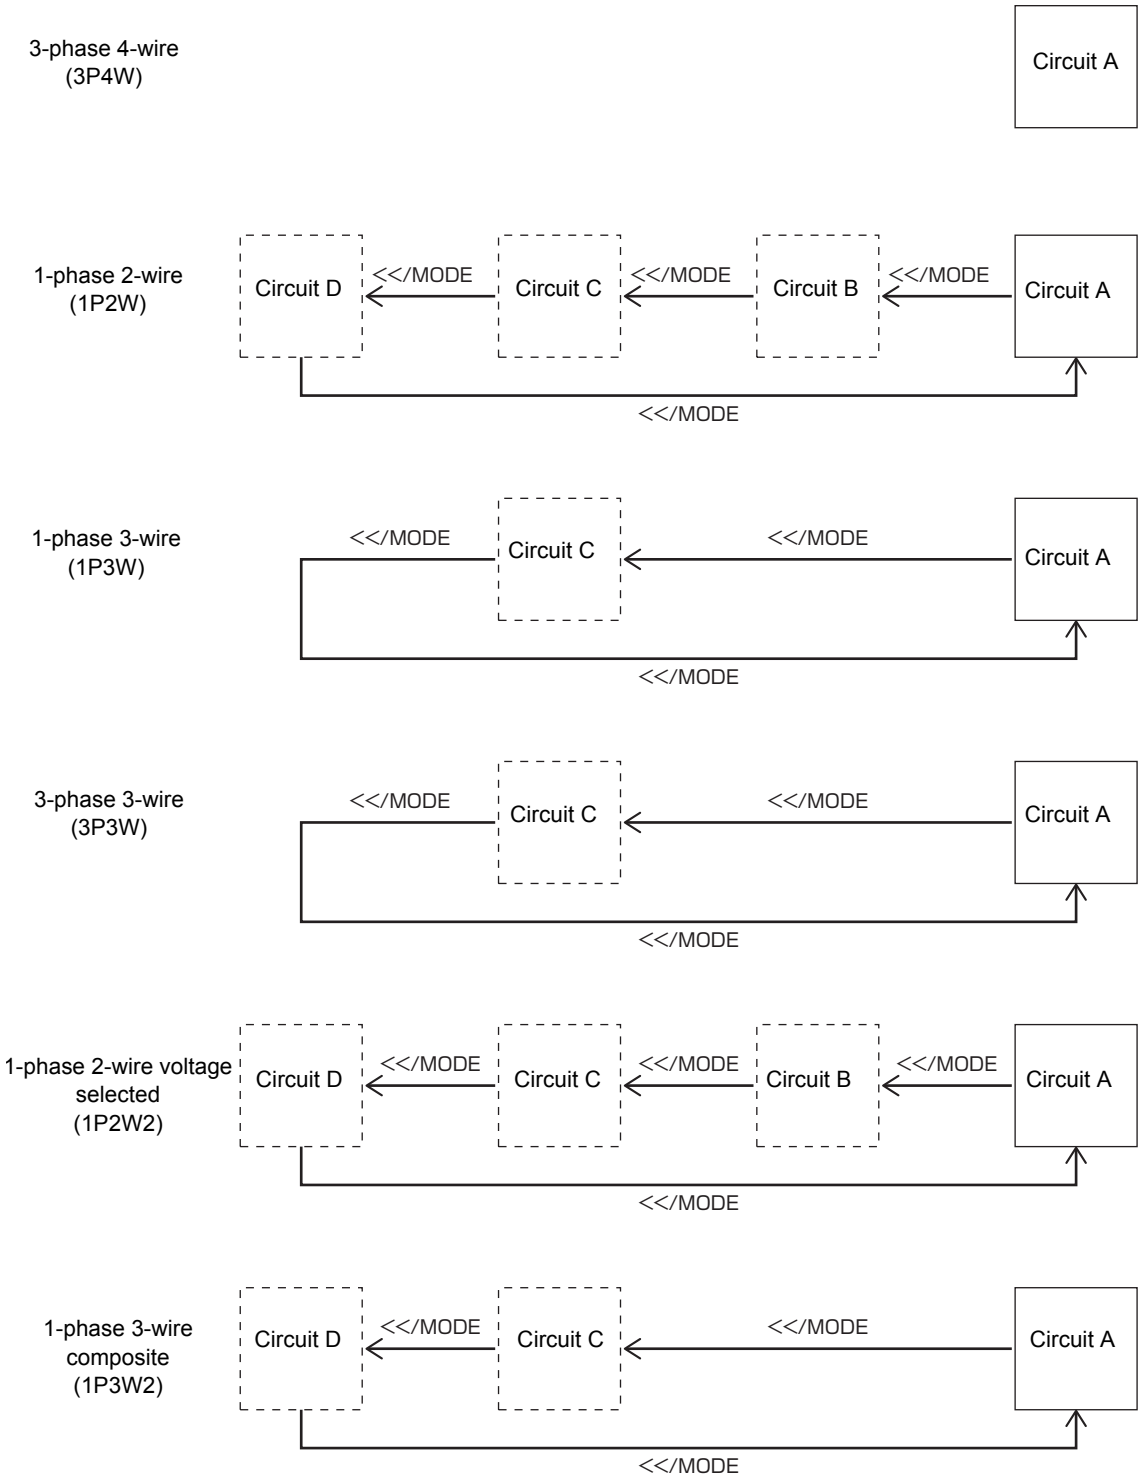 3-phase 4-wire
(3P4W)
Circuit A
1-phase 2-wire
(1P2W)
Circuit D
<</MODE
Circuit C
<</MODE
Circuit B
<</MODE
Circuit A
<</MODE
1-phase 3-wire
(1P3W)
<</MODE
Circuit C
<</MODE
Circuit A
<</MODE
3-phase 3-wire
(3P3W)
<</MODE
Circuit C
<</MODE
Circuit A
<</MODE
1-phase 2-wire voltage
selected
(1P2W2)
Circuit D
<</MODE
Circuit C
<</MODE
Circuit B
<</MODE
Circuit A
<</MODE
1-phase 3-wire
composite
(1P3W2)
Circuit D
<</MODE
Circuit C
<</MODE
Circuit A
<</MODE